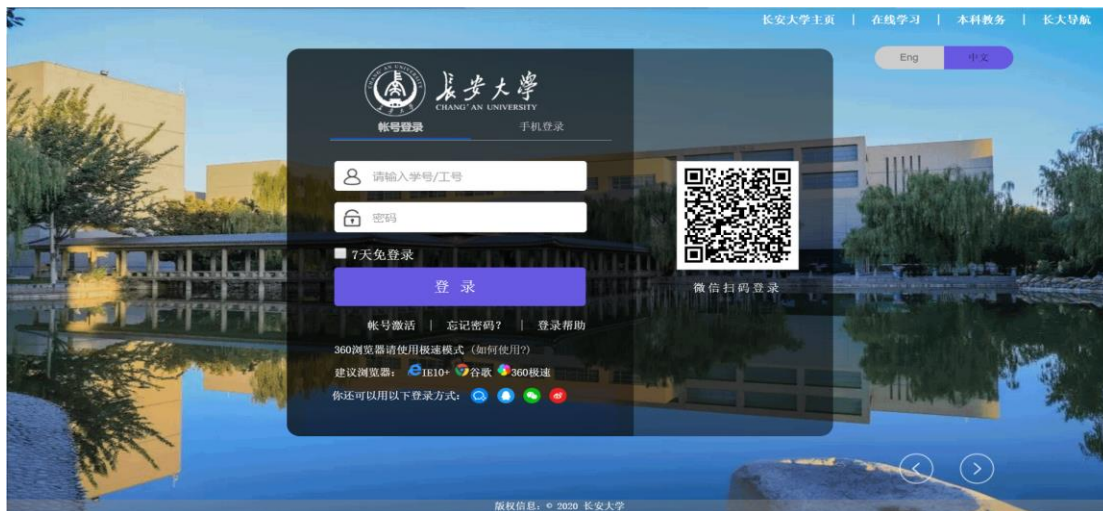 长安大学主页 | 在线学习 | 本科教务 | 长大导航
Eng 中文
長安大學
CHANG'AN UNIVERSITY
帐号登录 手机登录
请输入学号/工号
密码
7天免登录
登 录
微信扫码登录
帐号激活 | 忘记密码? | 登录帮助
360浏览器请使用极速模式 (如何使用?)
建议浏览器: IE10+ 谷歌 360极速
你还可以用以下登录方式:
版权信息: © 2020 长安大学